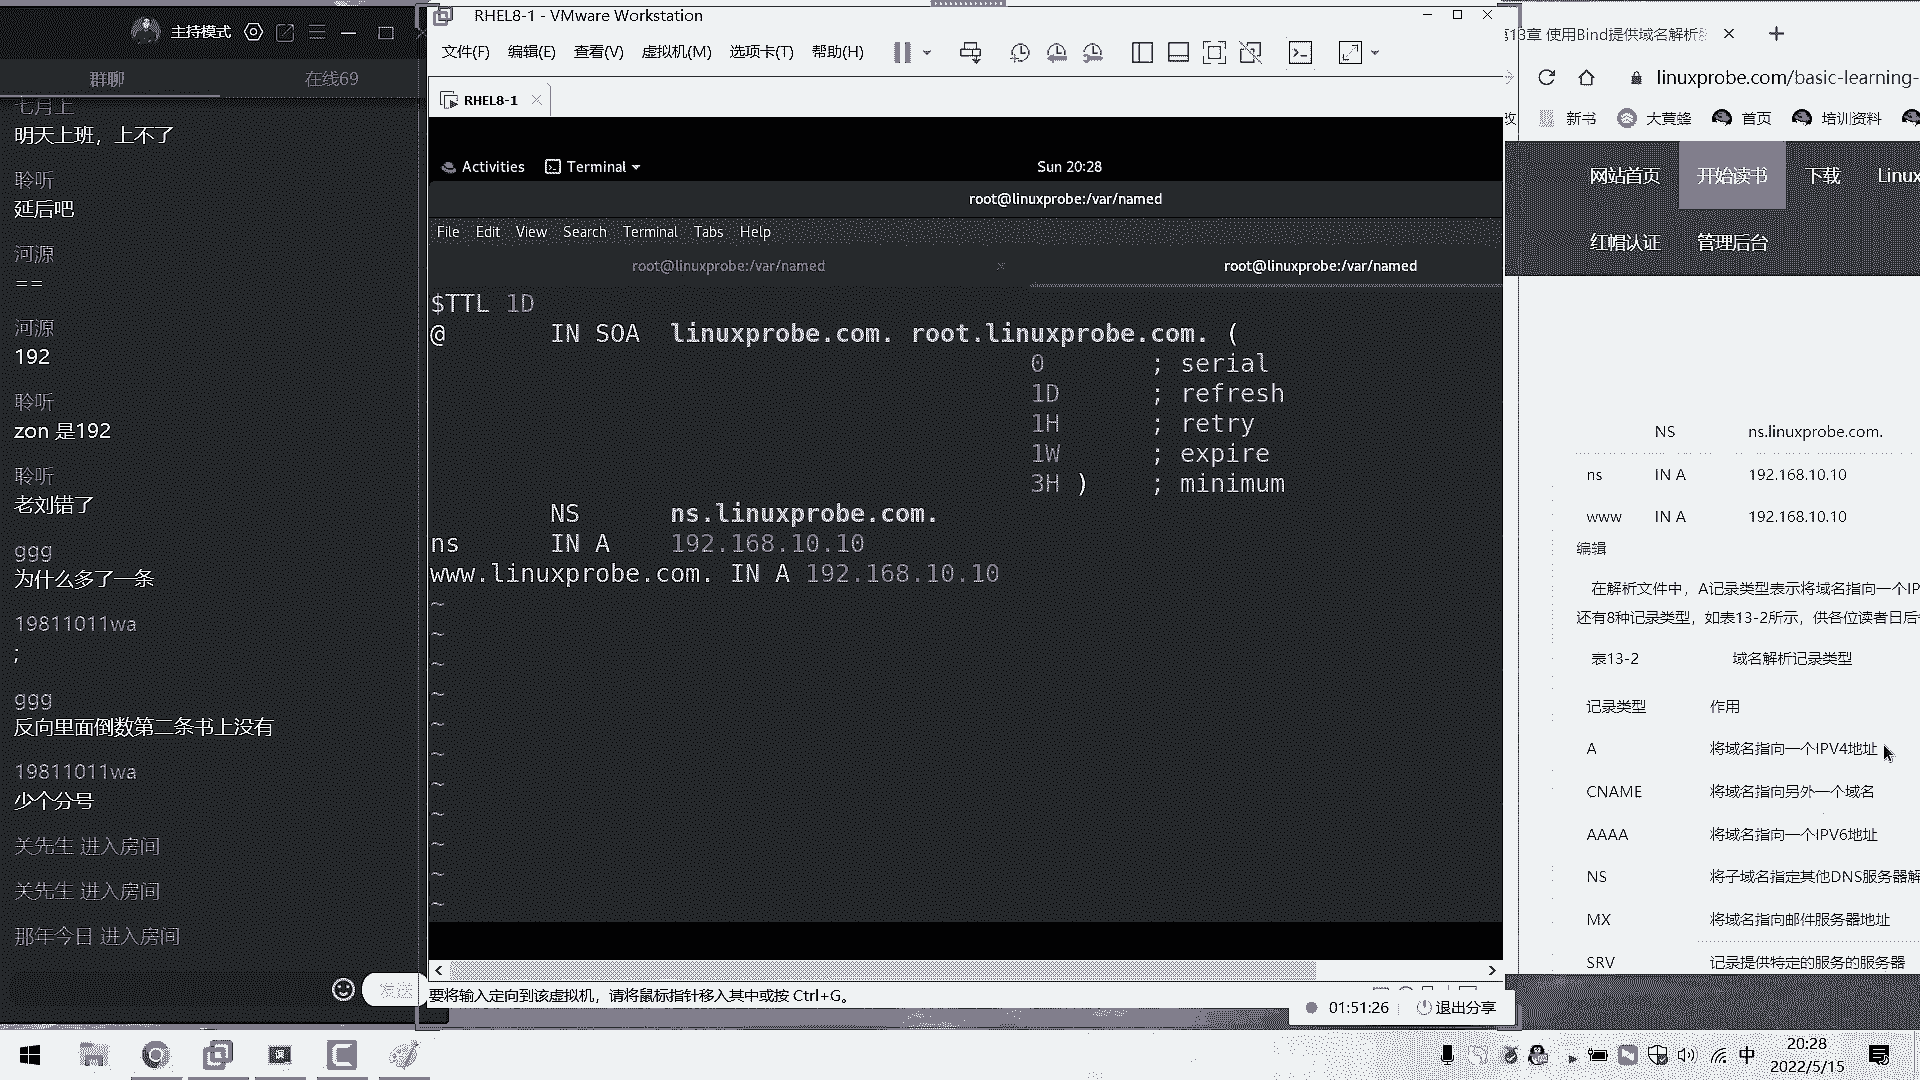 主持模式
群聊
在线69
七月上
明天上班，上不了
聆听
延后吧
河源
==
河源
192
聆听
zon 是192
聆听
老刘错了
ggg
为什么多了一条
19811011wa
;
ggg
反向里面倒数第二条书上没有
19811011wa
少个分号
关先生 进入房间
关先生 进入房间
那年今日 进入房间
发送
RHEL8-1 - VMware Workstation
文件(F) 编辑(E) 查看(V) 虚拟机(M) 选项卡(T) 帮助(H)
RHEL8-1
Activities Terminal Sun 20:28
root@linuxprobe:/var/named
File Edit View Search Terminal Tabs Help
root@linuxprobe:/var/named root@linuxprobe:/var/named
$TTL 1D
@ IN SOA linuxprobe.com. root.linuxprobe.com. (
0 ; serial
1D ; refresh
1H ; retry
1W ; expire
3H ) ; minimum
NS ns.linuxprobe.com.
ns IN A 192.168.10.10
www.linuxprobe.com. IN A 192.168.10.10
~
~
~
~
~
~
~
~
~
~
~
要将输入定向到该虚拟机，请将鼠标指针移入其中或按 Ctrl+G。
01:51:26 退出分享
13章 使用Bind提供域名解析
linuxprobe.com/basic-learning-
新书 大黄蜂 首页 培训资料
网站首页 开始读书 下载 Linux
红帽认证 管理后台
NS ns.linuxprobe.com.
ns IN A 192.168.10.10
www IN A 192.168.10.10
编辑
在解析文件中，A记录类型表示将域名指向一个IP
还有8种记录类型，如表13-2所示，供各位读者日后
表13-2 域名解析记录类型
记录类型 作用
A 将域名指向一个IPV4地址
CNAME 将域名指向另外一个域名
AAAA 将域名指向一个IPV6地址
NS 将子域名指定其他DNS服务器解
MX 将域名指向邮件服务器地址
SRV 记录提供特定的服务的服务器
中
20:28
2022/5/15